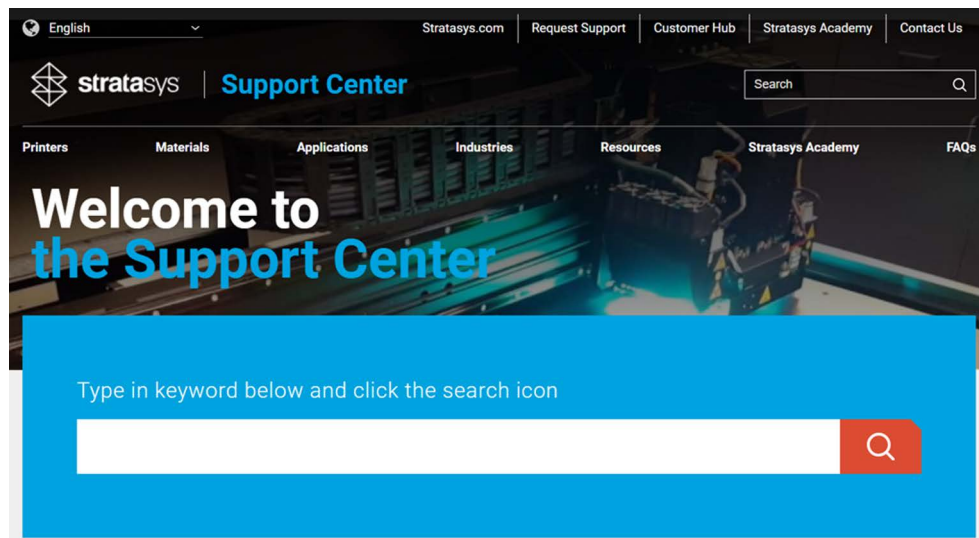 English
Stratasys.com
Request Support
Customer Hub
Stratasys Academy
Contact Us
stratasys
Support Center
Search
Printers
Materials
Applications
Industries
Resources
Stratasys Academy
FAQs
Welcome to
the Support Center
Type in keyword below and click the search icon